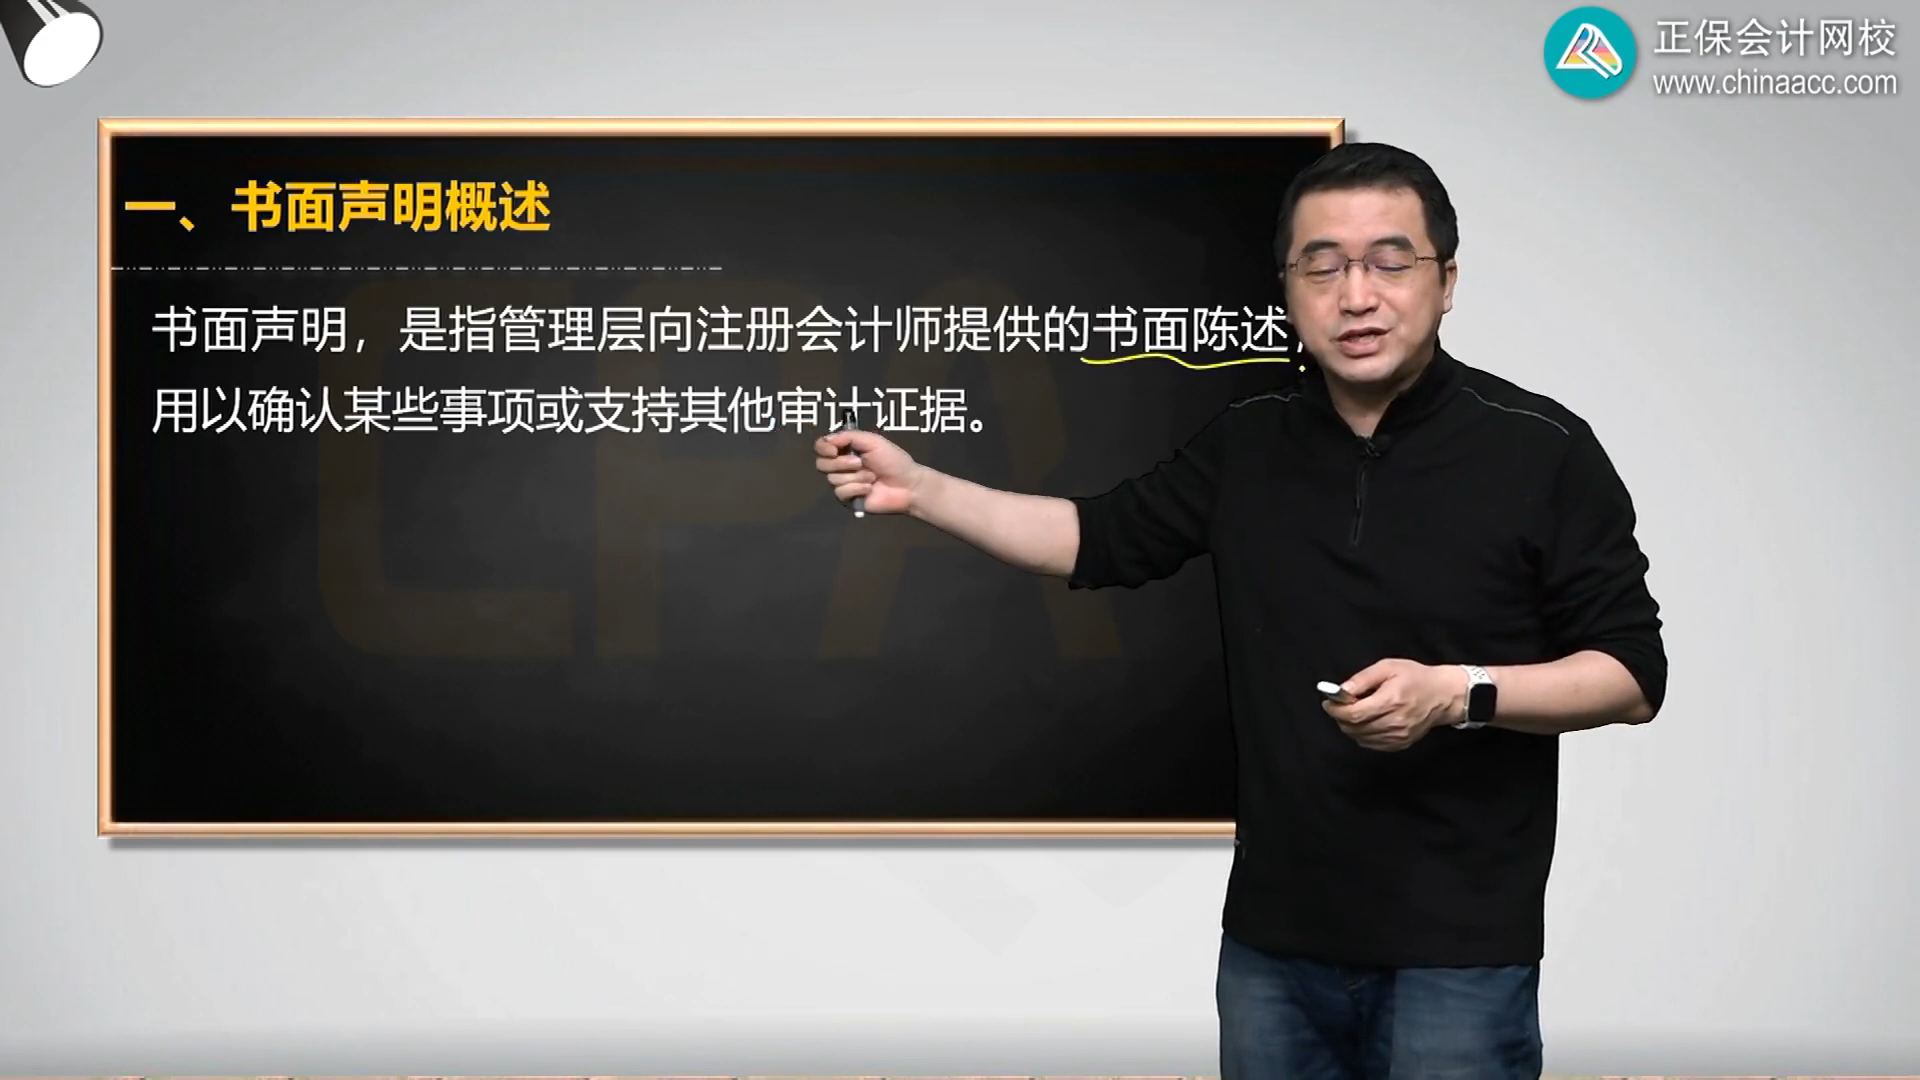 正保会计网校
www.chinaacc.com
一、书面声明概述
书面声明，是指管理层向注册会计师提供的书面陈述，
用以确认某些事项或支持其他审计证据。
CPA